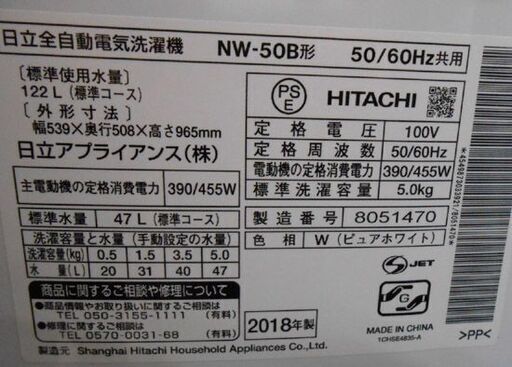 日立全自動電気洗濯機 NW-50B形 50/60Hz共用
〔標準使用水量〕
122 L（標準コース）
〔外形寸法〕
幅539×奥行508×高さ965mm
日立アプライアンス（株）
主電動機の定格消費電力 390/455W
標準水量 47 L（標準コース）
洗濯容量と水量（手動設定の水量）
洗濯容量(kg) 0.5 1.5 3.5 5.0
水量(L) 20 31 40 47
商品に関するご相談や修理について
●商品情報やお取り扱いに関するご相談
TEL 050-3155-1111（有料）
●修理に関するご相談
TEL 0570-0031-68（有料）
2018年製
製造元 Shanghai Hitachi Household Appliances Co., Ltd.
PS
E
HITACHI
定格電圧 100V
定格周波数 50/60Hz
電動機の定格消費電力 390/455W
標準洗濯容量 5.0kg
製造番号 8051470
色相 W（ピュアホワイト）
S JET
G
MADE IN CHINA
1CHSE4835-A
>PP<